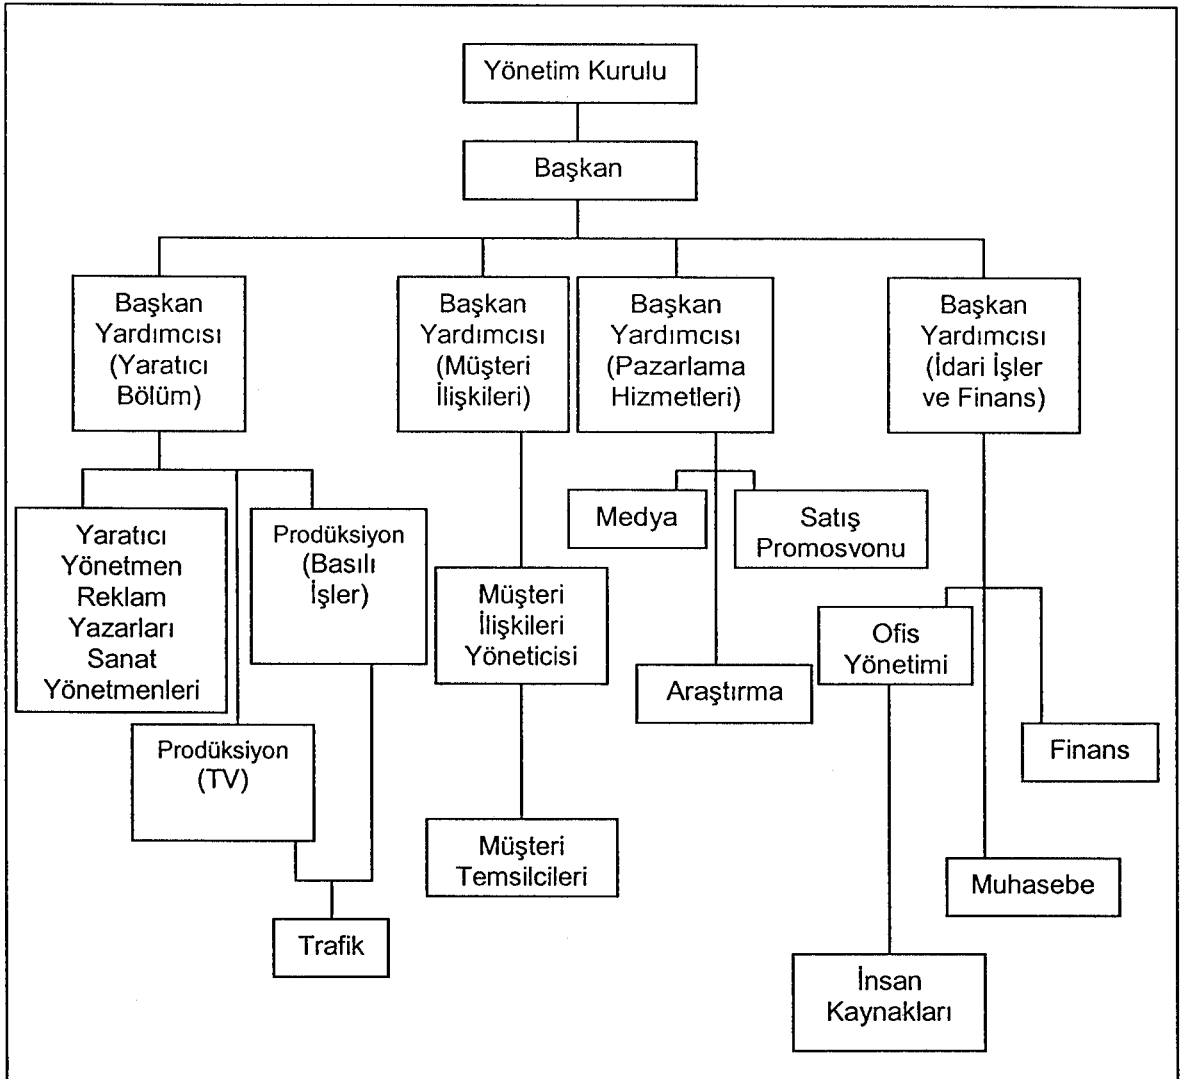 Yönetim Kurulu
Başkan
Başkan
Yardımcısı
(Yaratıcı
Bölüm)
Başkan
Yardımcısı
(Müşteri
İlişkileri)
Başkan
Yardımcısı
(Pazarlama
Hizmetleri)
Başkan
Yardımcısı
(İdari İşler
ve Finans)
Yaratıcı
Yönetmen
Reklam
Yazarları
Sanat
Yönetmenleri
Prodüksiyon
(Basılı
İşler)
Prodüksiyon
(TV)
Trafik
Müşteri
İlişkileri
Yöneticisi
Müşteri
Temsilcileri
Medya
Satış
Promosvonu
Araştırma
Ofis
Yönetimi
Finans
Muhasebe
İnsan
Kaynakları